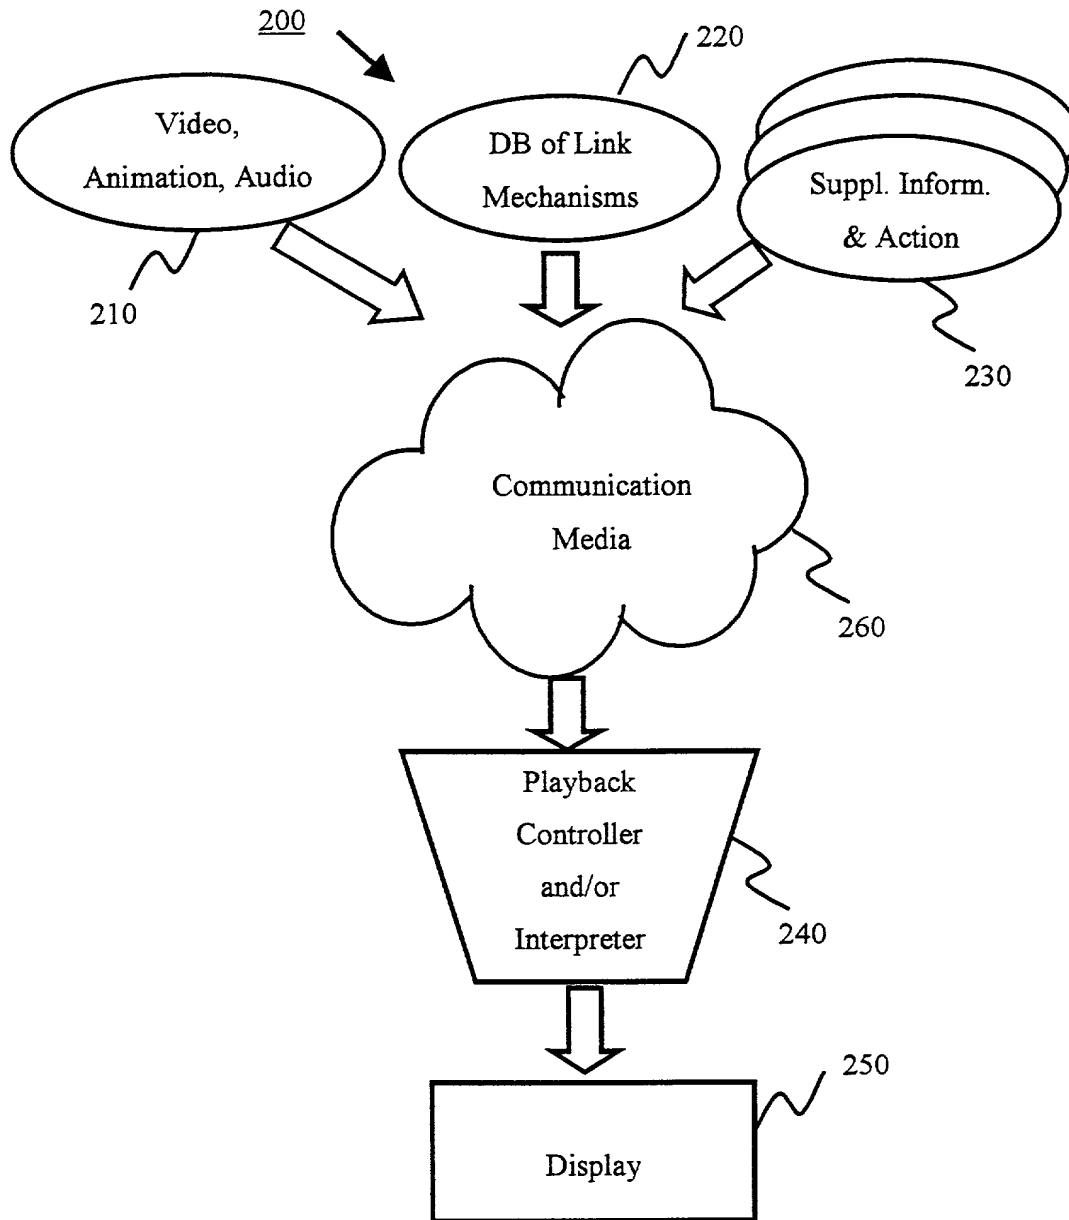 200
220
Video,
Animation, Audio
DB of Link
Mechanisms
Suppl. Inform.
& Action
210
230
Communication
Media
260
Playback
Controller
and/or
Interpreter
240
250
Display